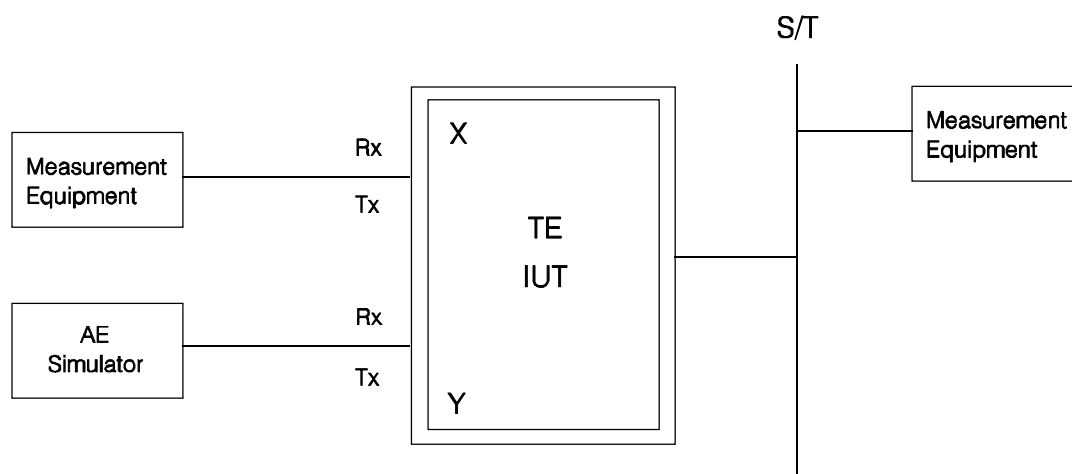 S/T
Measurement
Equipment
Rx
Tx
X
TE
IUT
Measurement
Equipment
AE
Simulator
Rx
Tx
Y